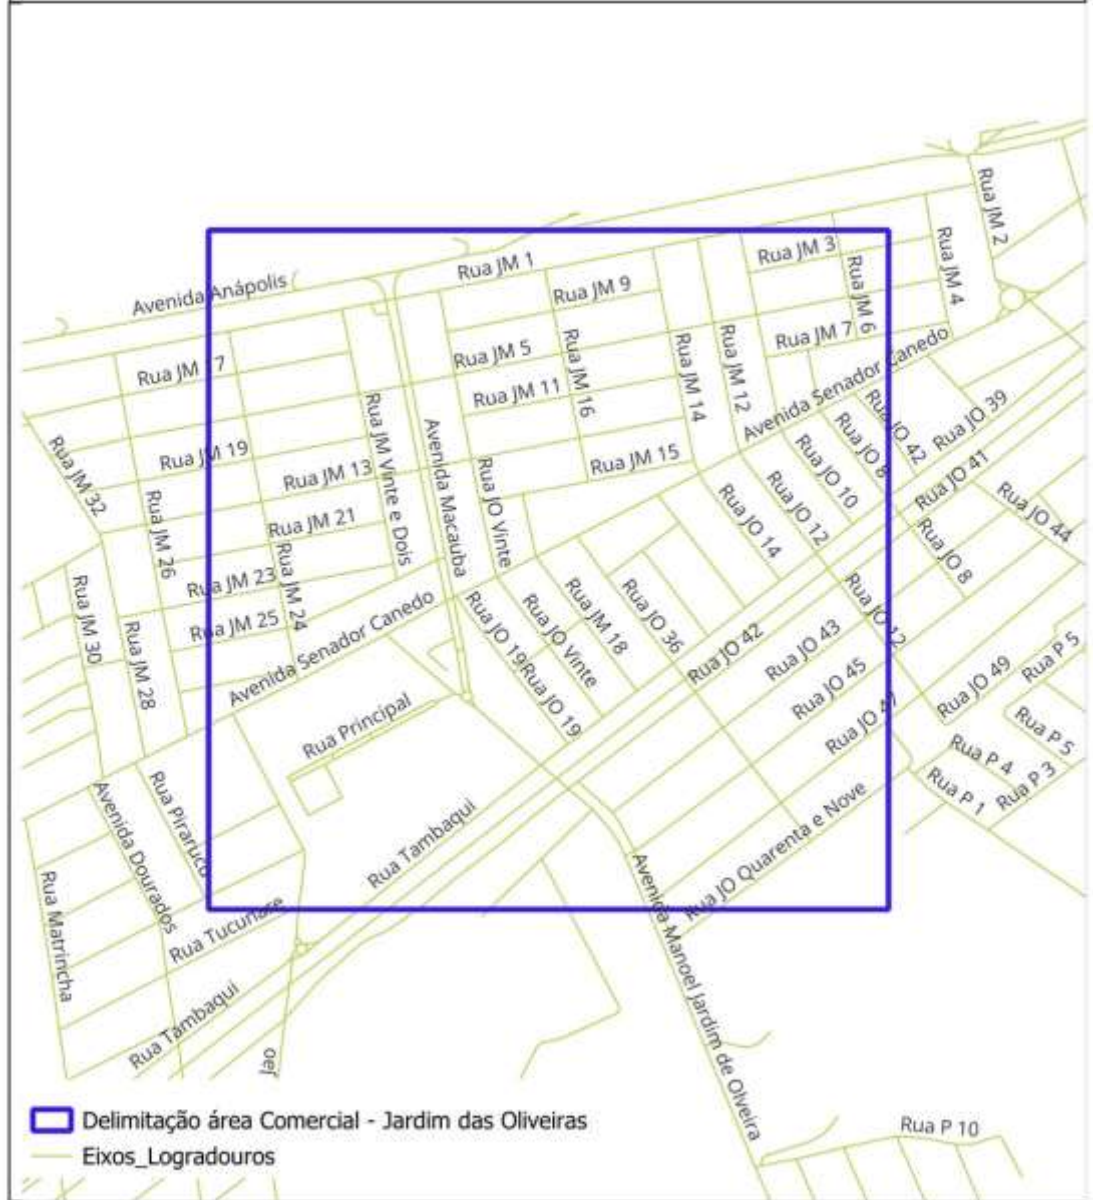 Rua JM 2
Rua JM 3
Rua JM 4
Rua JM 1
Avenida Anápolis
Rua JM 9
Rua JM 6
Rua JM 7
Rua JM 5
Rua JM 17
Rua JM 11
Rua JM 16
Rua JM 14
Rua JM 12
Avenida Senador Canedo
Rua JO 39
Rua JO 42
Rua JM 19
Rua JM 32
Rua JM Vinte e Dois
Avenida Macauba
Rua JM 13
Rua JM 15
Rua JO Vinte
Rua JO 8
Rua JO 10
Rua JO 41
Rua JO 44
Rua JM 26
Rua JM 21
Rua JO 12
Rua JO 14
Rua JO 8
Rua JM 23
Rua JM 24
Rua JM 30
Rua JM 25
Rua JM 28
Avenida Senador Canedo
Rua JO 19
Rua JO Vinte
Rua JM 18
Rua JO 36
Rua JO 12
Rua JO 42
Rua JO 43
Rua JO 45
Rua JO 49
Rua P 5
Rua JO 19
Rua Principal
Rua JO 47
Rua P 5
Rua P 4
Rua P 3
Rua P 1
Avenida Dourados
Rua Tambaqui
Rua JO Quarenta e Nove
Rua Matrincha
Avenida Manoel Jardim de Olveira
Rua Tambaqui
Jao
Delimitação área Comercial - Jardim das Oliveiras
Eixos_Logradouros
Rua P 10